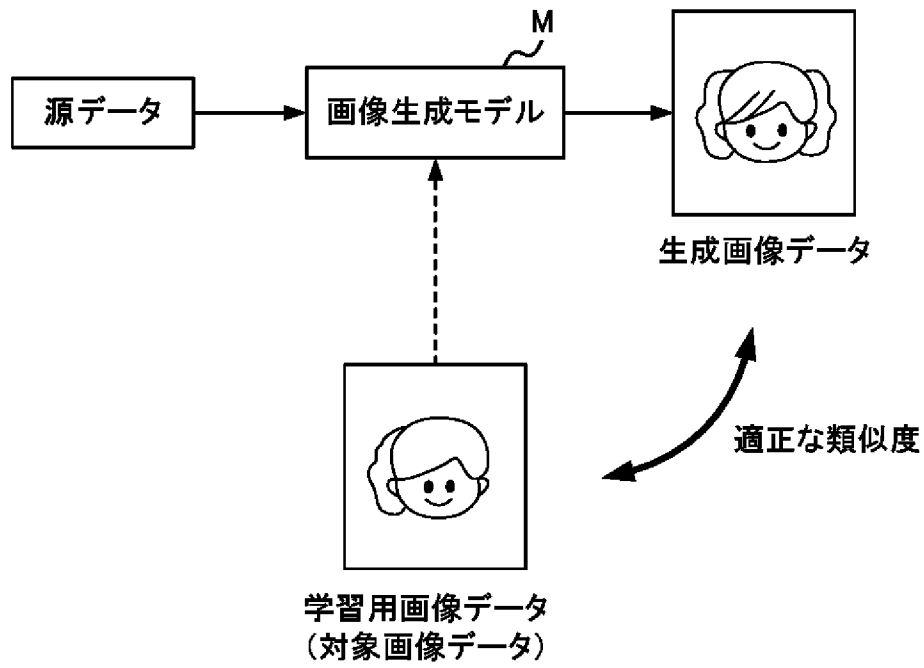 M
源データ
画像生成モデル
生成画像データ
適正な類似度
学習用画像データ
(対象画像データ)